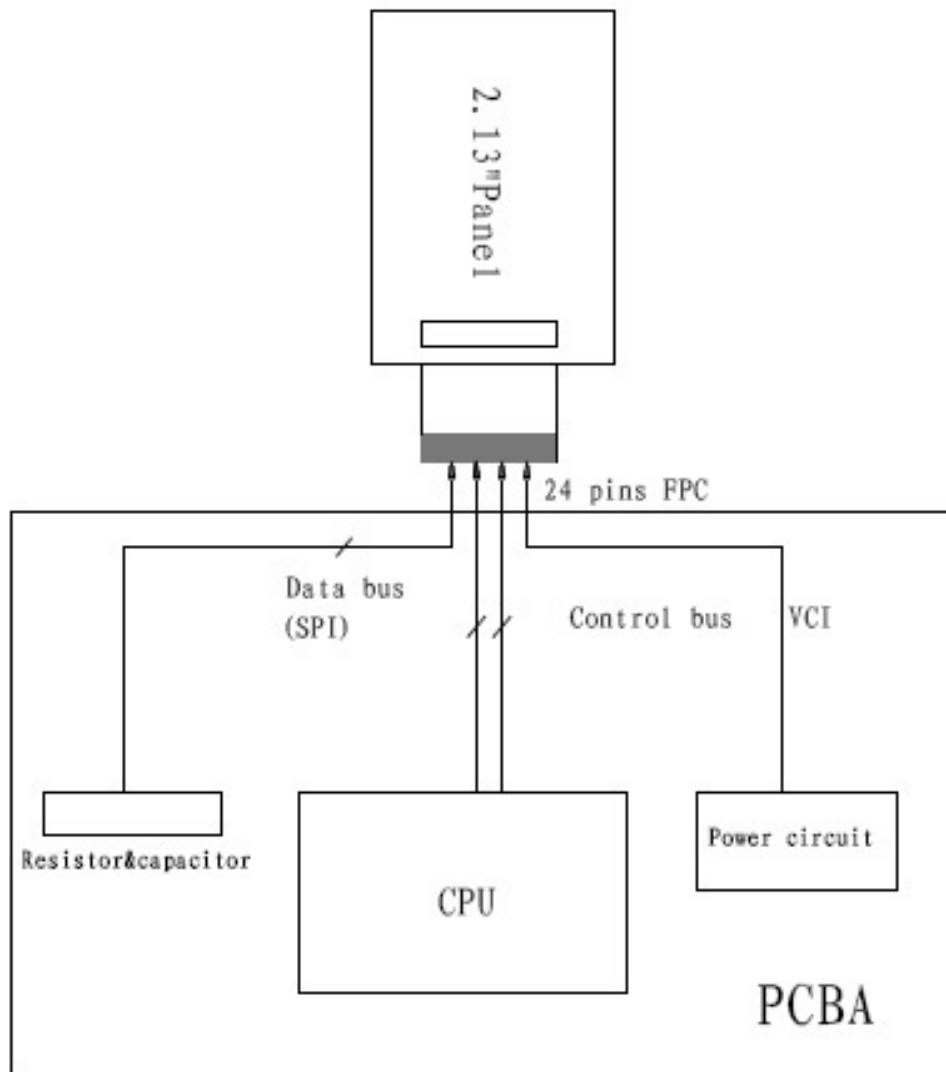 2.13"Panel
24 pins FPC
Data bus
(SPI)
Control bus
VCI
Resistor&capacitor
CPU
Power circuit
PCBA